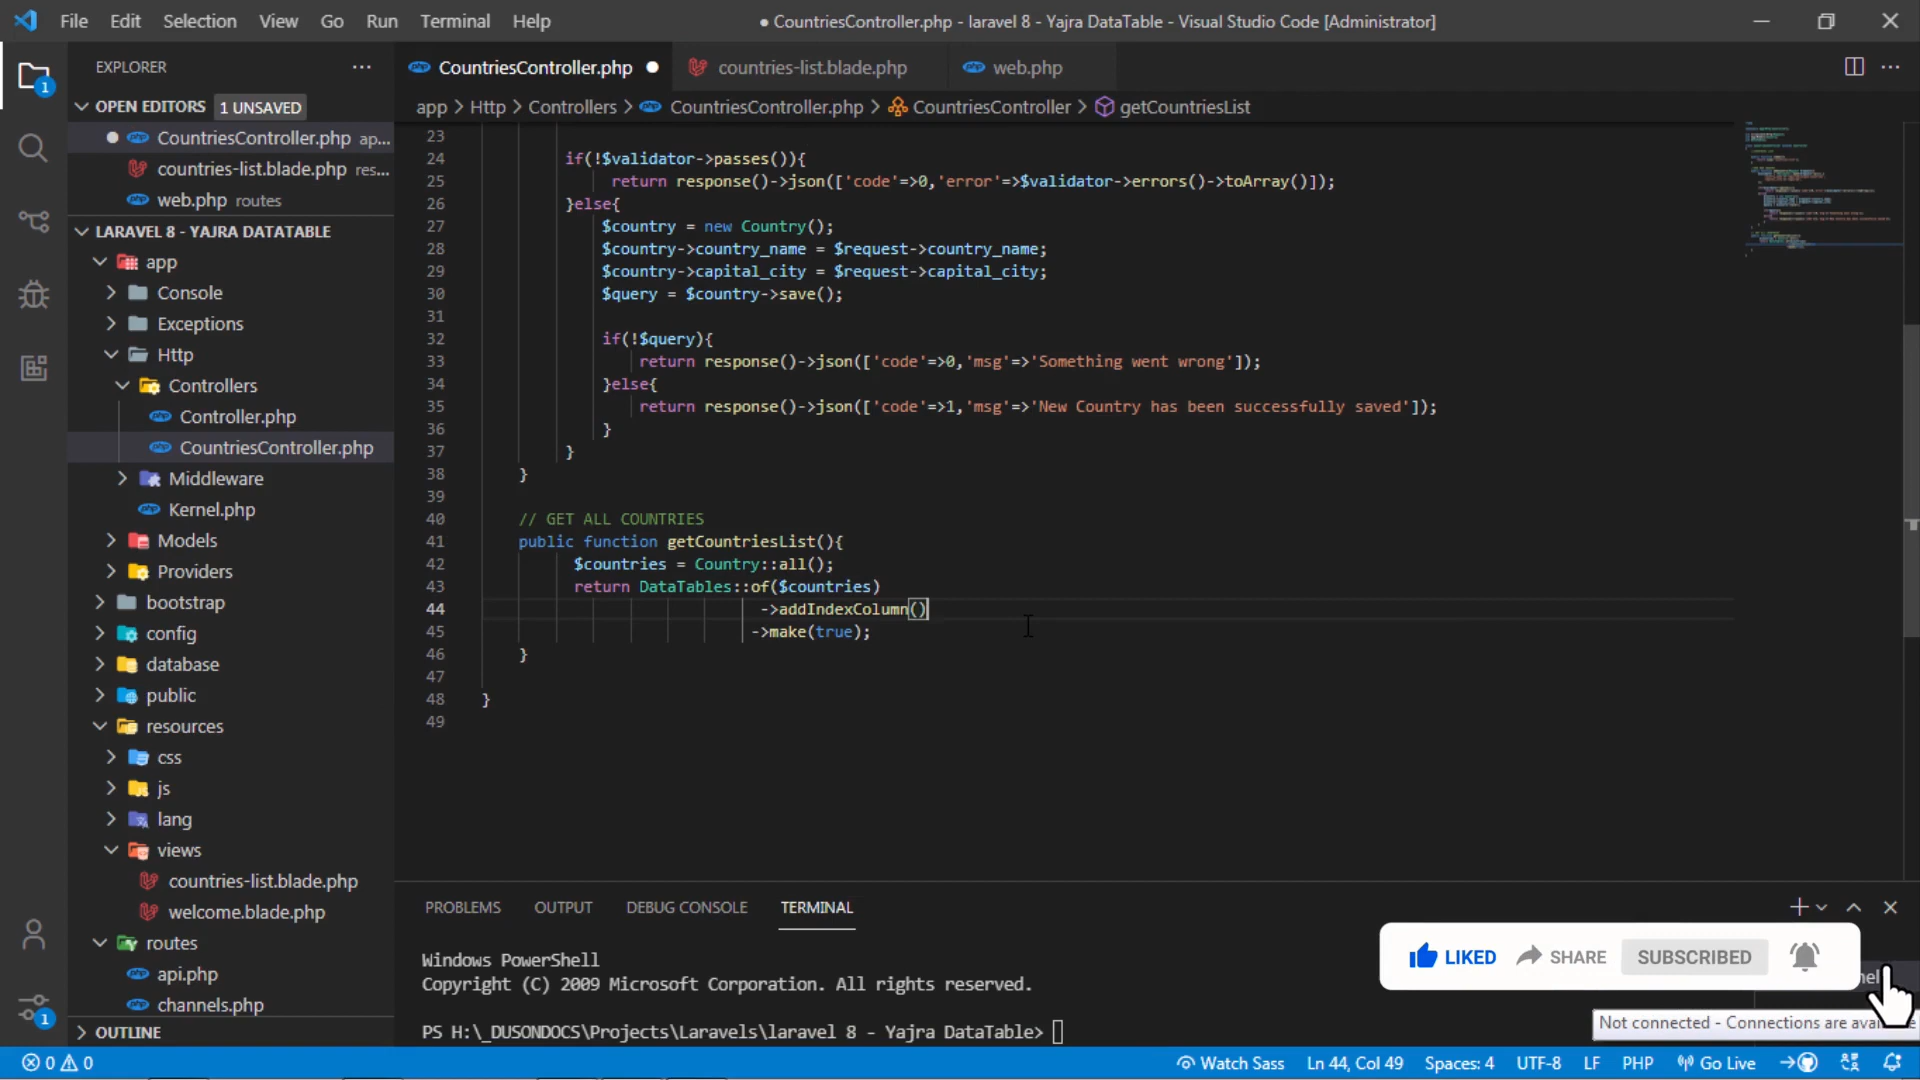 File Edit Selection View Go Run Terminal Help
● CountriesController.php - laravel 8 - Yajra DataTable - Visual Studio Code [Administrator]
EXPLORER
OPEN EDITORS 1 UNSAVED
CountriesController.php ap...
countries-list.blade.php res...
web.php routes
LARAVEL 8 - YAJRA DATATABLE
app
Console
Exceptions
Http
Controllers
Controller.php
CountriesController.php
Middleware
Kernel.php
Models
Providers
bootstrap
config
database
public
resources
css
js
lang
views
countries-list.blade.php
welcome.blade.php
routes
api.php
channels.php
OUTLINE
CountriesController.php
countries-list.blade.php
web.php
app > Http > Controllers > CountriesController.php > CountriesController > getCountriesList
23
24 if(!$validator->passes()){
25 return response()->json(['code'=>0,'error'=>$validator->errors()->toArray()]);
26 }else{
27 $country = new Country();
28 $country->country_name = $request->country_name;
29 $country->capital_city = $request->capital_city;
30 $query = $country->save();
31
32 if(!$query){
33 return response()->json(['code'=>0,'msg'=>'Something went wrong']);
34 }else{
35 return response()->json(['code'=>1,'msg'=>'New Country has been successfully saved']);
36 }
37 }
38 }
39
40 // GET ALL COUNTRIES
41 public function getCountriesList(){
42 $countries = Country::all();
43 return DataTables::of($countries)
44 ->addIndexColumn()
45 ->make(true);
46 }
47
48 }
49
PROBLEMS OUTPUT DEBUG CONSOLE TERMINAL
Windows PowerShell
Copyright (C) 2009 Microsoft Corporation. All rights reserved.
PS H:\_DUSONDOCS\Projects\Laravels\laravel 8 - Yajra DataTable>
LIKED SHARE SUBSCRIBED
Not connected - Connections are
0 0 Watch Sass Ln 44, Col 49 Spaces: 4 UTF-8 LF PHP Go Live